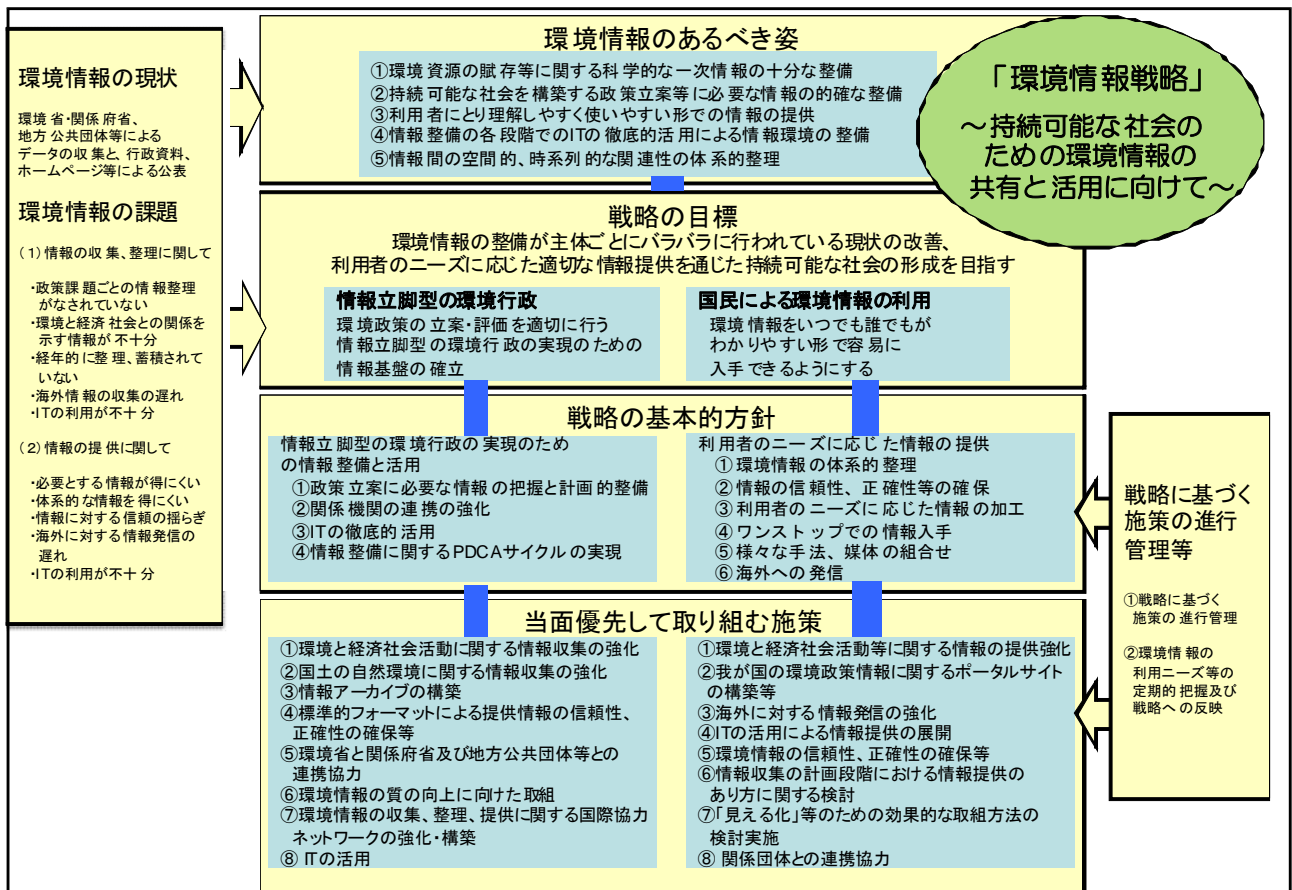 環境情報の現状
環境省・関係府省、
地方公共団体等による
データの収集と、行政資料、
ホームページ等による公表
環境情報の課題
(1)情報の収集、整理に関して
・政策課題ごとの情報整理
がなされていない
・環境と経済社会との関係を
示す情報が不十分
・経年的に整理、蓄積されて
いない
・海外情報の収集の遅れ
・ITの利用が不十分
(2)情報の提供に関して
・必要とする情報が得にくい
・体系的な情報を得にくい
・情報に対する信頼の揺らぎ
・海外に対する情報発信の
遅れ
・ITの利用が不十分
環境情報のあるべき姿
①環境資源の賦存等に関する科学的な一次情報の十分な整備
②持続可能な社会を構築する政策立案等に必要な情報の的確な整備
③利用者にとり理解しやすく使いやすい形での情報の提供
④情報整備の各段階でのITの徹底的活用による情報環境の整備
⑤情報間の空間的、時系列的な関連性の体系的整理
「環境情報戦略」
～持続可能な社会の
ための環境情報の
共有と活用に向けて～
戦略の目標
環境情報の整備が主体ごとにバラバラに行われている現状の改善、
利用者のニーズに応じた適切な情報提供を通じた持続可能な社会の形成を目指す
情報立脚型の環境行政
環境政策の立案・評価を適切に行う
情報立脚型の環境行政の実現のための
情報基盤の確立
国民による環境情報の利用
環境情報をいつでも誰でもが
わかりやすい形で容易に
入手できるようにする
戦略の基本的方針
情報立脚型の環境行政の実現のため
の情報整備と活用
①政策立案に必要な情報の把握と計画的整備
②関係機関の連携の強化
③ITの徹底的活用
④情報整備に関するPDCAサイクルの実現
利用者のニーズに応じた情報の提供
①環境情報の体系的整理
②情報の信頼性、正確性等の確保
③利用者のニーズに応じた情報の加工
④ワンストップでの情報入手
⑤様々な手法、媒体の組合せ
⑥海外への発信
当面優先して取り組む施策
①環境と経済社会活動に関する情報収集の強化
②国土の自然環境に関する情報収集の強化
③情報アーカイブの構築
④標準的フォーマットによる提供情報の信頼性、
正確性の確保等
⑤環境省と関係府省及び地方公共団体等との
連携協力
⑥環境情報の質の向上に向けた取組
⑦環境情報の収集、整理、提供に関する国際協力
ネットワークの強化・構築
⑧ ITの活用
①環境と経済社会活動等に関する情報の提供強化
②我が国の環境政策情報に関するポータルサイト
の構築等
③海外に対する情報発信の強化
④ITの活用による情報提供の展開
⑤環境情報の信頼性、正確性の確保等
⑥情報収集の計画段階における情報提供の
あり方に関する検討
⑦「見える化」等のための効果的な取組方法の
検討実施
⑧ 関係団体との連携協力
戦略に基づく
施策の進行
管理等
①戦略に基づく
施策の進行管理
②環境情報の
利用ニーズ等の
定期的把握及び
戦略への反映